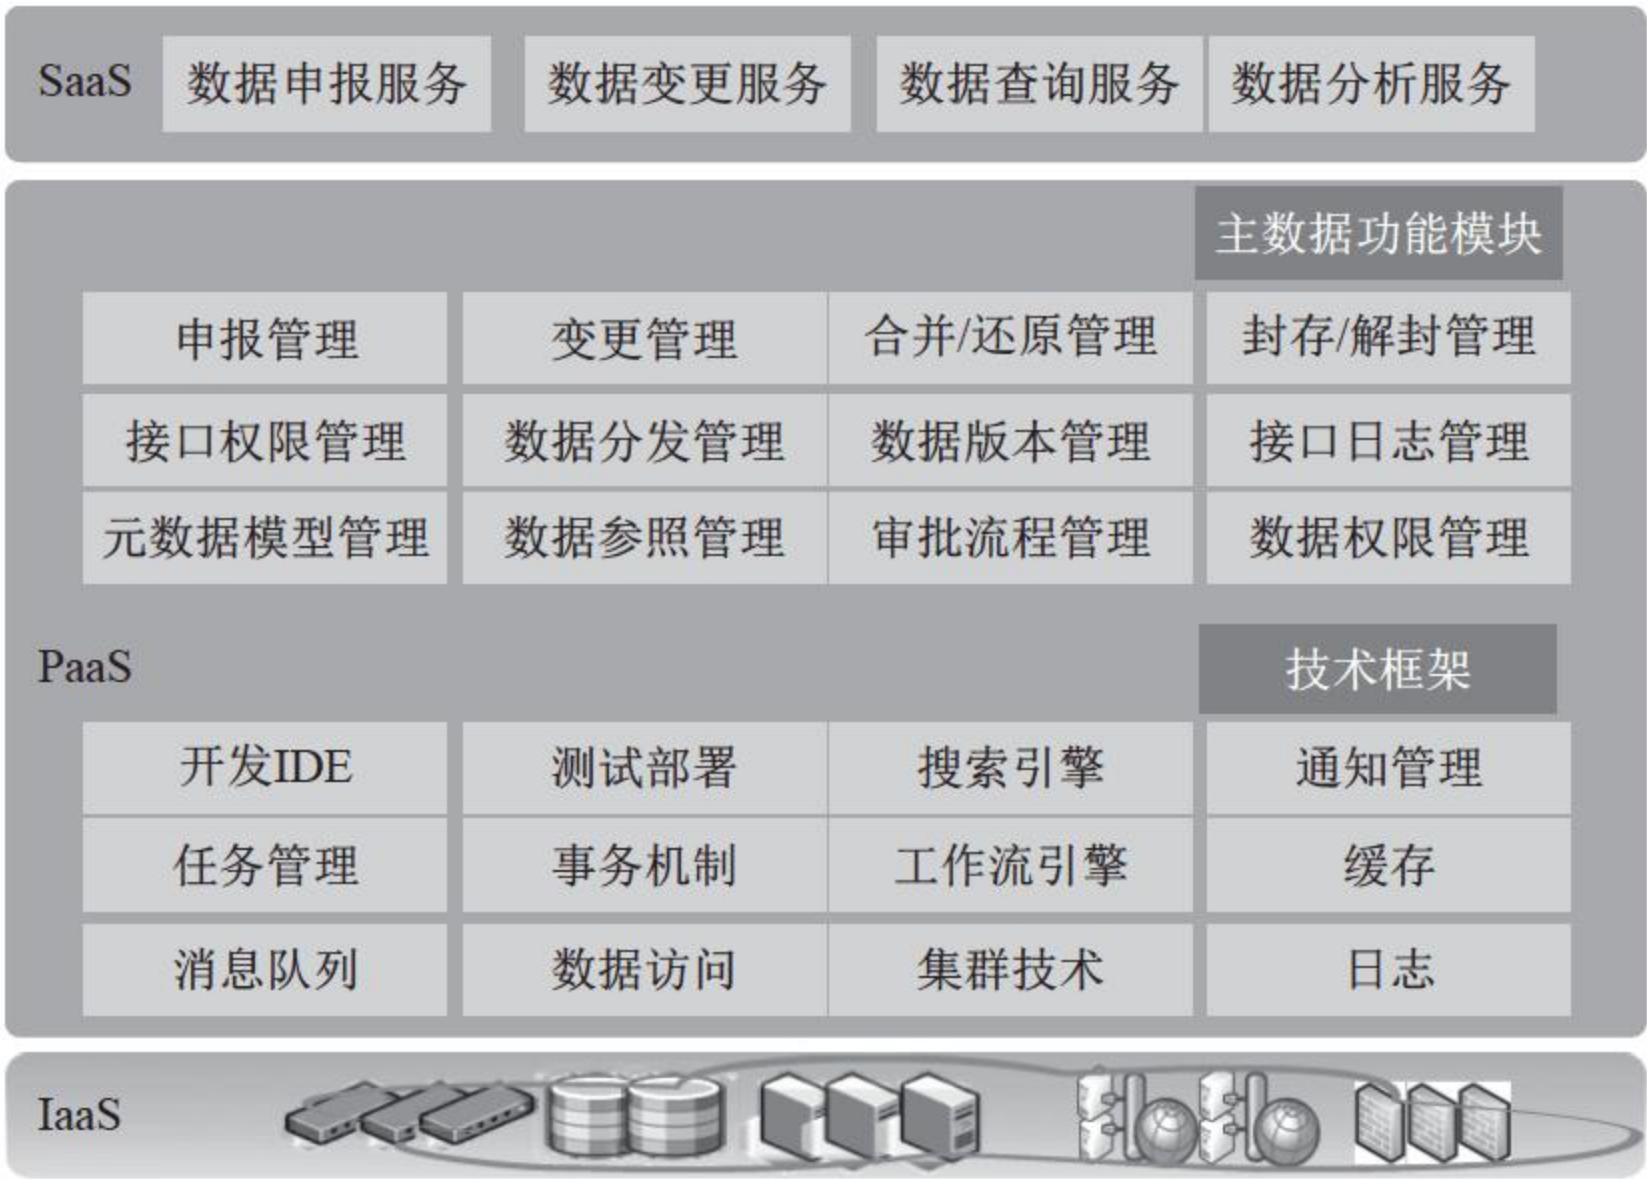 SaaS 数据申报服务 数据变更服务 数据查询服务 数据分析服务
主数据功能模块
申报管理 变更管理 合并/还原管理 封存/解封管理
接口权限管理 数据分发管理 数据版本管理 接口日志管理
元数据模型管理 数据参照管理 审批流程管理 数据权限管理
PaaS 技术框架
开发IDE 测试部署 搜索引擎 通知管理
任务管理 事务机制 工作流引擎 缓存
消息队列 数据访问 集群技术 日志
IaaS